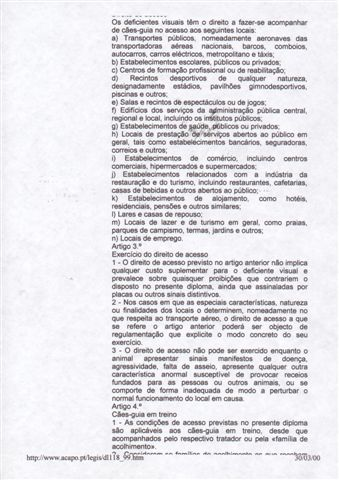 Os deficientes visuais têm o direito a fazer-se acompanhar
de cães-guia no acesso aos seguintes locais:
a) Transportes públicos, nomeadamente aeronaves das
transportadoras aéreas nacionais, barcos, comboios,
autocarros, carros eléctricos, metropolitano e táxis;
b) Estabelecimentos escolares, públicos ou privados;
c) Centros de formação profissional ou de reabilitação;
d) Recintos desportivos de qualquer natureza,
designadamente estádios, pavilhões gimnodesportivos,
piscinas e outros;
e) Salas e recintos de espectáculos ou de jogos;
f) Edifícios dos serviços da administração pública central,
regional e local, incluindo os institutos públicos;
g) Estabelecimentos de saúde, públicos ou privados;
h) Locais de prestação de serviços abertos ao público em
geral, tais como estabelecimentos bancários, seguradoras,
correios e outros;
i) Estabelecimentos de comércio, incluindo centros
comerciais, hipermercados e supermercados;
j) Estabelecimentos relacionados com a indústria da
restauração e do turismo, incluindo restaurantes, cafetarias,
casas de bebidas e outros abertos ao público;
k) Estabelecimentos de alojamento, como hotéis,
residenciais, pensões e outros similares;
l) Lares e casas de repouso;
m) Locais de lazer e de turismo em geral, como praias,
parques de campismo, termas, jardins e outros;
n) Locais de emprego.
Artigo 3.º
Exercício do direito de acesso
1 - O direito de acesso previsto no artigo anterior não implica
qualquer custo suplementar para o deficiente visual e
prevalece sobre quaisquer proibições que contrariem o
disposto no presente diploma, ainda que assinaladas por
placas ou outros sinais distintivos.
2 - Nos casos em que as especiais características, natureza
ou finalidades dos locais o determinem, nomeadamente no
que respeita ao transporte aéreo, o direito de acesso a que
se refere o artigo anterior poderá ser objecto de
regulamentação que explicite o modo concreto do seu
exercício.
3 - O direito de acesso não pode ser exercido enquanto o
animal apresentar sinais manifestos de doença,
agressividade, falta de asseio, apresente qualquer outra
característica anormal susceptível de provocar receios
fundados para as pessoas ou outros animais, ou se
comporte de forma inadequada de modo a perturbar o
normal funcionamento do local em causa.
Artigo 4.º
Cães-guia em treino
1 - As condições de acesso previstas no presente diploma
são aplicáveis aos cães-guia em treino, desde que
acompanhados pelo respectivo tratador ou pela «família de
acolhimento».
http://www.acapo.pt/legis/dl118_99.htm 30/03/00